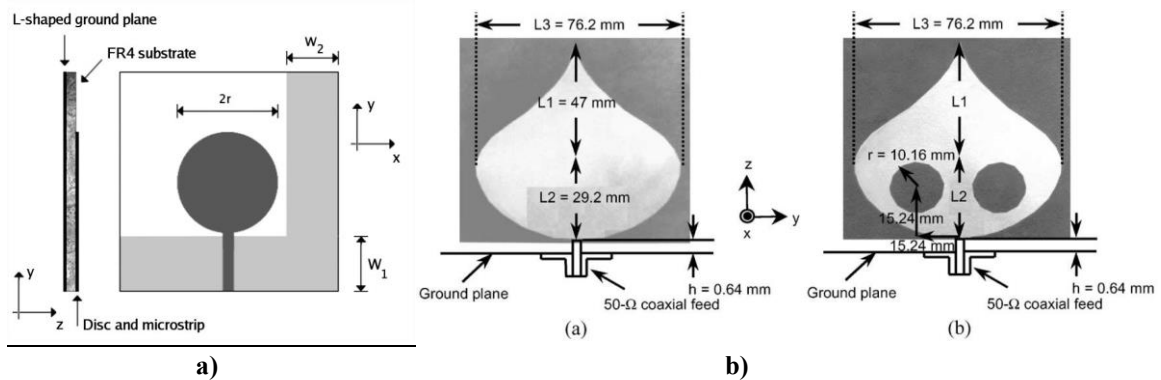 L-shaped ground plane
FR4 substrate
W2
2r
y
x
W1
y
z
Disc and microstrip
a)
L3 = 76.2 mm
L1 = 47 mm
L2 = 29.2 mm
Ground plane
h = 0.64 mm
50-Ω coaxial feed
(a)
z
y
x
L3 = 76.2 mm
L1
r = 10.16 mm
L2
15.24 mm
15.24 mm
Ground plane
h = 0.64 mm
50-Ω coaxial feed
(b)
b)